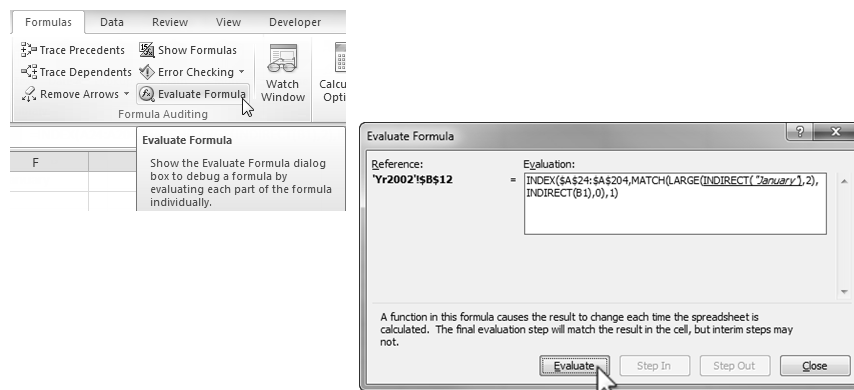 Formulas Data Review View Developer
Trace Precedents Show Formulas
Trace Dependents Error Checking
Remove Arrows Evaluate Formula
Watch
Window
Calcu
Opti
Formula Auditing
Evaluate Formula
Show the Evaluate Formula dialog
box to debug a formula by
evaluating each part of the formula
individually.
F
Evaluate Formula
Reference: Evaluation:
'Yr2002'!$B$12 = INDEX($A$24:$A$204,MATCH(LARGE(INDIRECT("January"),2),
INDIRECT(B1),0),1)
A function in this formula causes the result to change each time the spreadsheet is
calculated. The final evaluation step will match the result in the cell, but interim steps may
not.
Evaluate Step In Step Out Close